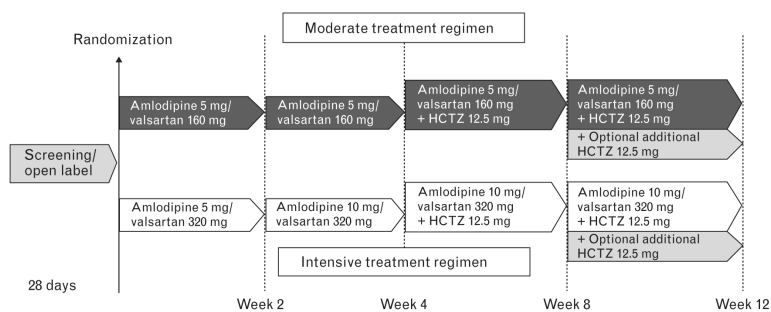 Moderate treatment regimen
Randomization
Amlodipine 5 mg/
valsartan 160 mg
Amlodipine 5 mg/
valsartan 160 mg
Amlodipine 5 mg/
valsartan 160 mg
+ HCTZ 12.5 mg
Amlodipine 5 mg/
valsartan 160 mg
+ HCTZ 12.5 mg
+ Optional additional
HCTZ 12.5 mg
Screening/
open label
Amlodipine 5 mg/
valsartan 320 mg
Amlodipine 10 mg/
valsartan 320 mg
Amlodipine 10 mg/
valsartan 320 mg
+ HCTZ 12.5 mg
Amlodipine 10 mg/
valsartan 320 mg
+ HCTZ 12.5 mg
+ Optional additional
HCTZ 12.5 mg
Intensive treatment regimen
28 days
Week 2
Week 4
Week 8
Week 12